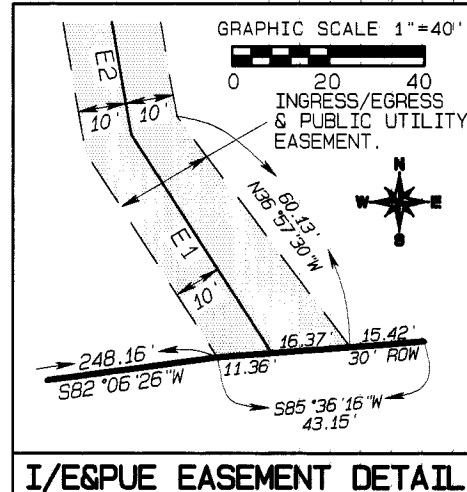 GRAPHIC SCALE 1"=40'
0 20 40
E2
10' 10'
INGRESS/EGRESS
& PUBLIC UTILITY
EASEMENT.
60.13'
N36°57'30"W
N
W E
S
E1
10'
248.16'
S82°06'26"W
11.36'
16.37'
15.42'
30' ROW
S85°36'16"W
43.15'
I/E&PUE EASEMENT DETAIL